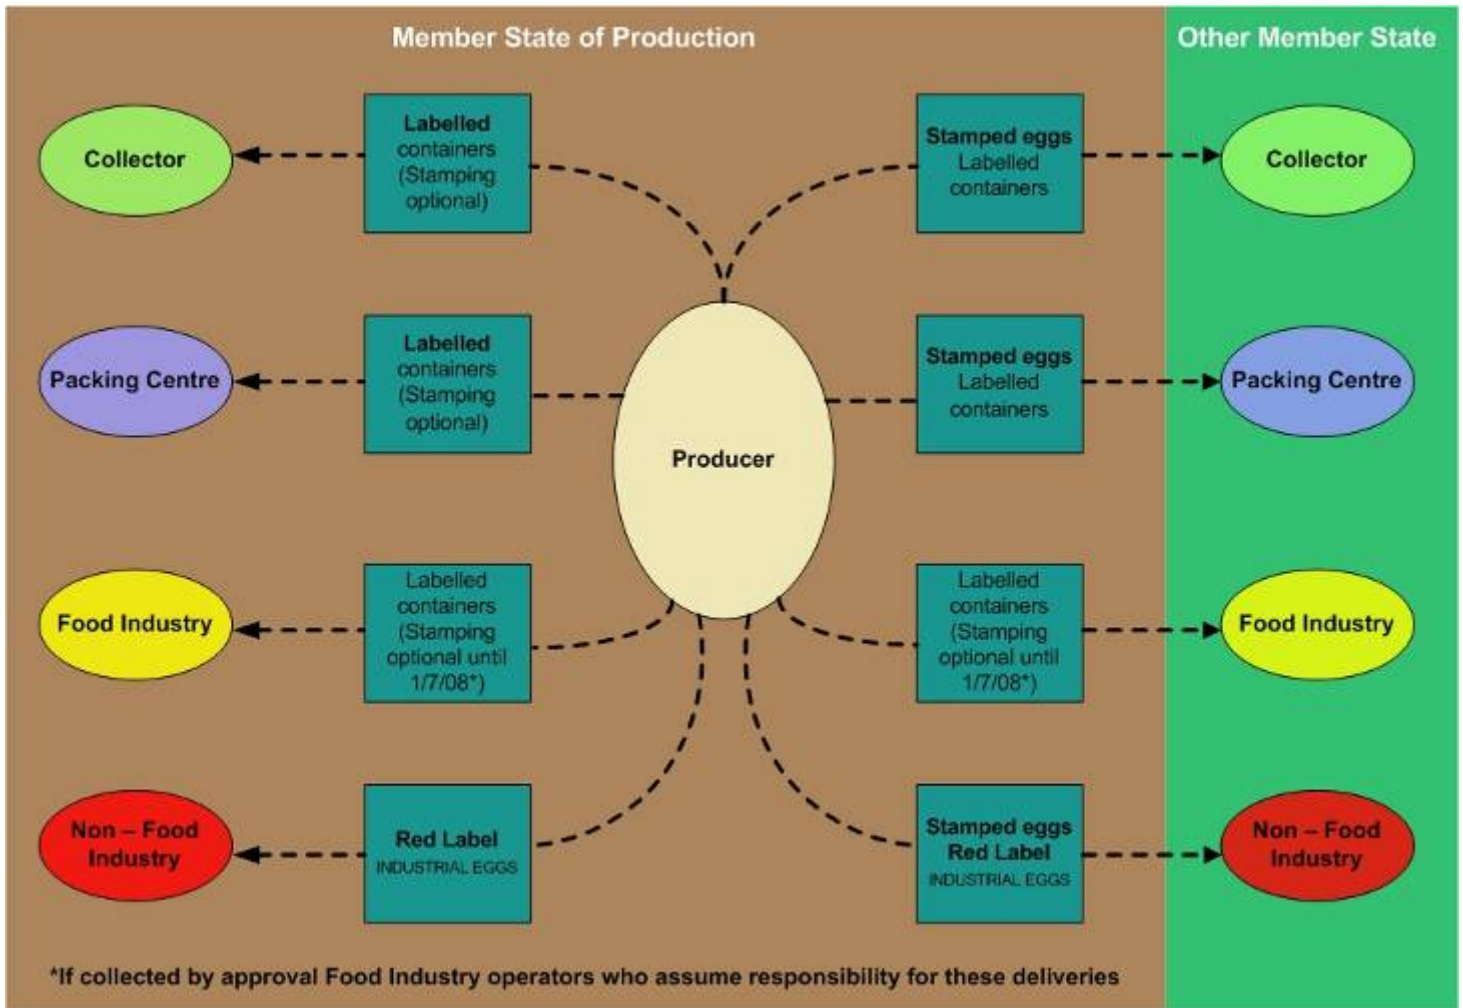 Member State of Production
Other Member State
Collector
Labelled
containers
(Stamping
optional)
Stamped eggs
Labelled
containers
Collector
Packing Centre
Labelled
containers
(Stamping
optional)
Stamped eggs
Labelled
containers
Packing Centre
Producer
Food Industry
Labelled
containers
(Stamping
optional until
1/7/08*)
Labelled
containers
(Stamping
optional until
1/7/08*)
Food Industry
Non – Food
Industry
Red Label
INDUSTRIAL EGGS
Stamped eggs
Red Label
INDUSTRIAL EGGS
Non – Food
Industry
*If collected by approval Food Industry operators who assume responsibility for these deliveries